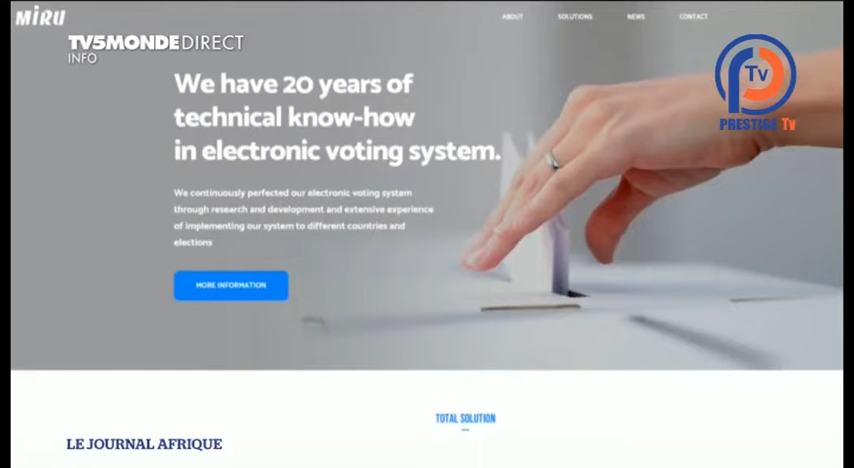 MiRU
ABOUT SOLUTIONS NEWS CONTACT
TV5MONDE DIRECT
INFO
Tv
PRESTIGE Tv
We have 20 years of
technical know-how
in electronic voting system.
We continuously perfected our electronic voting system
through research and development and extensive experience
of implementing our system to different countries and
elections
MORE INFORMATION
TOTAL SOLUTION
LE JOURNAL AFRIQUE